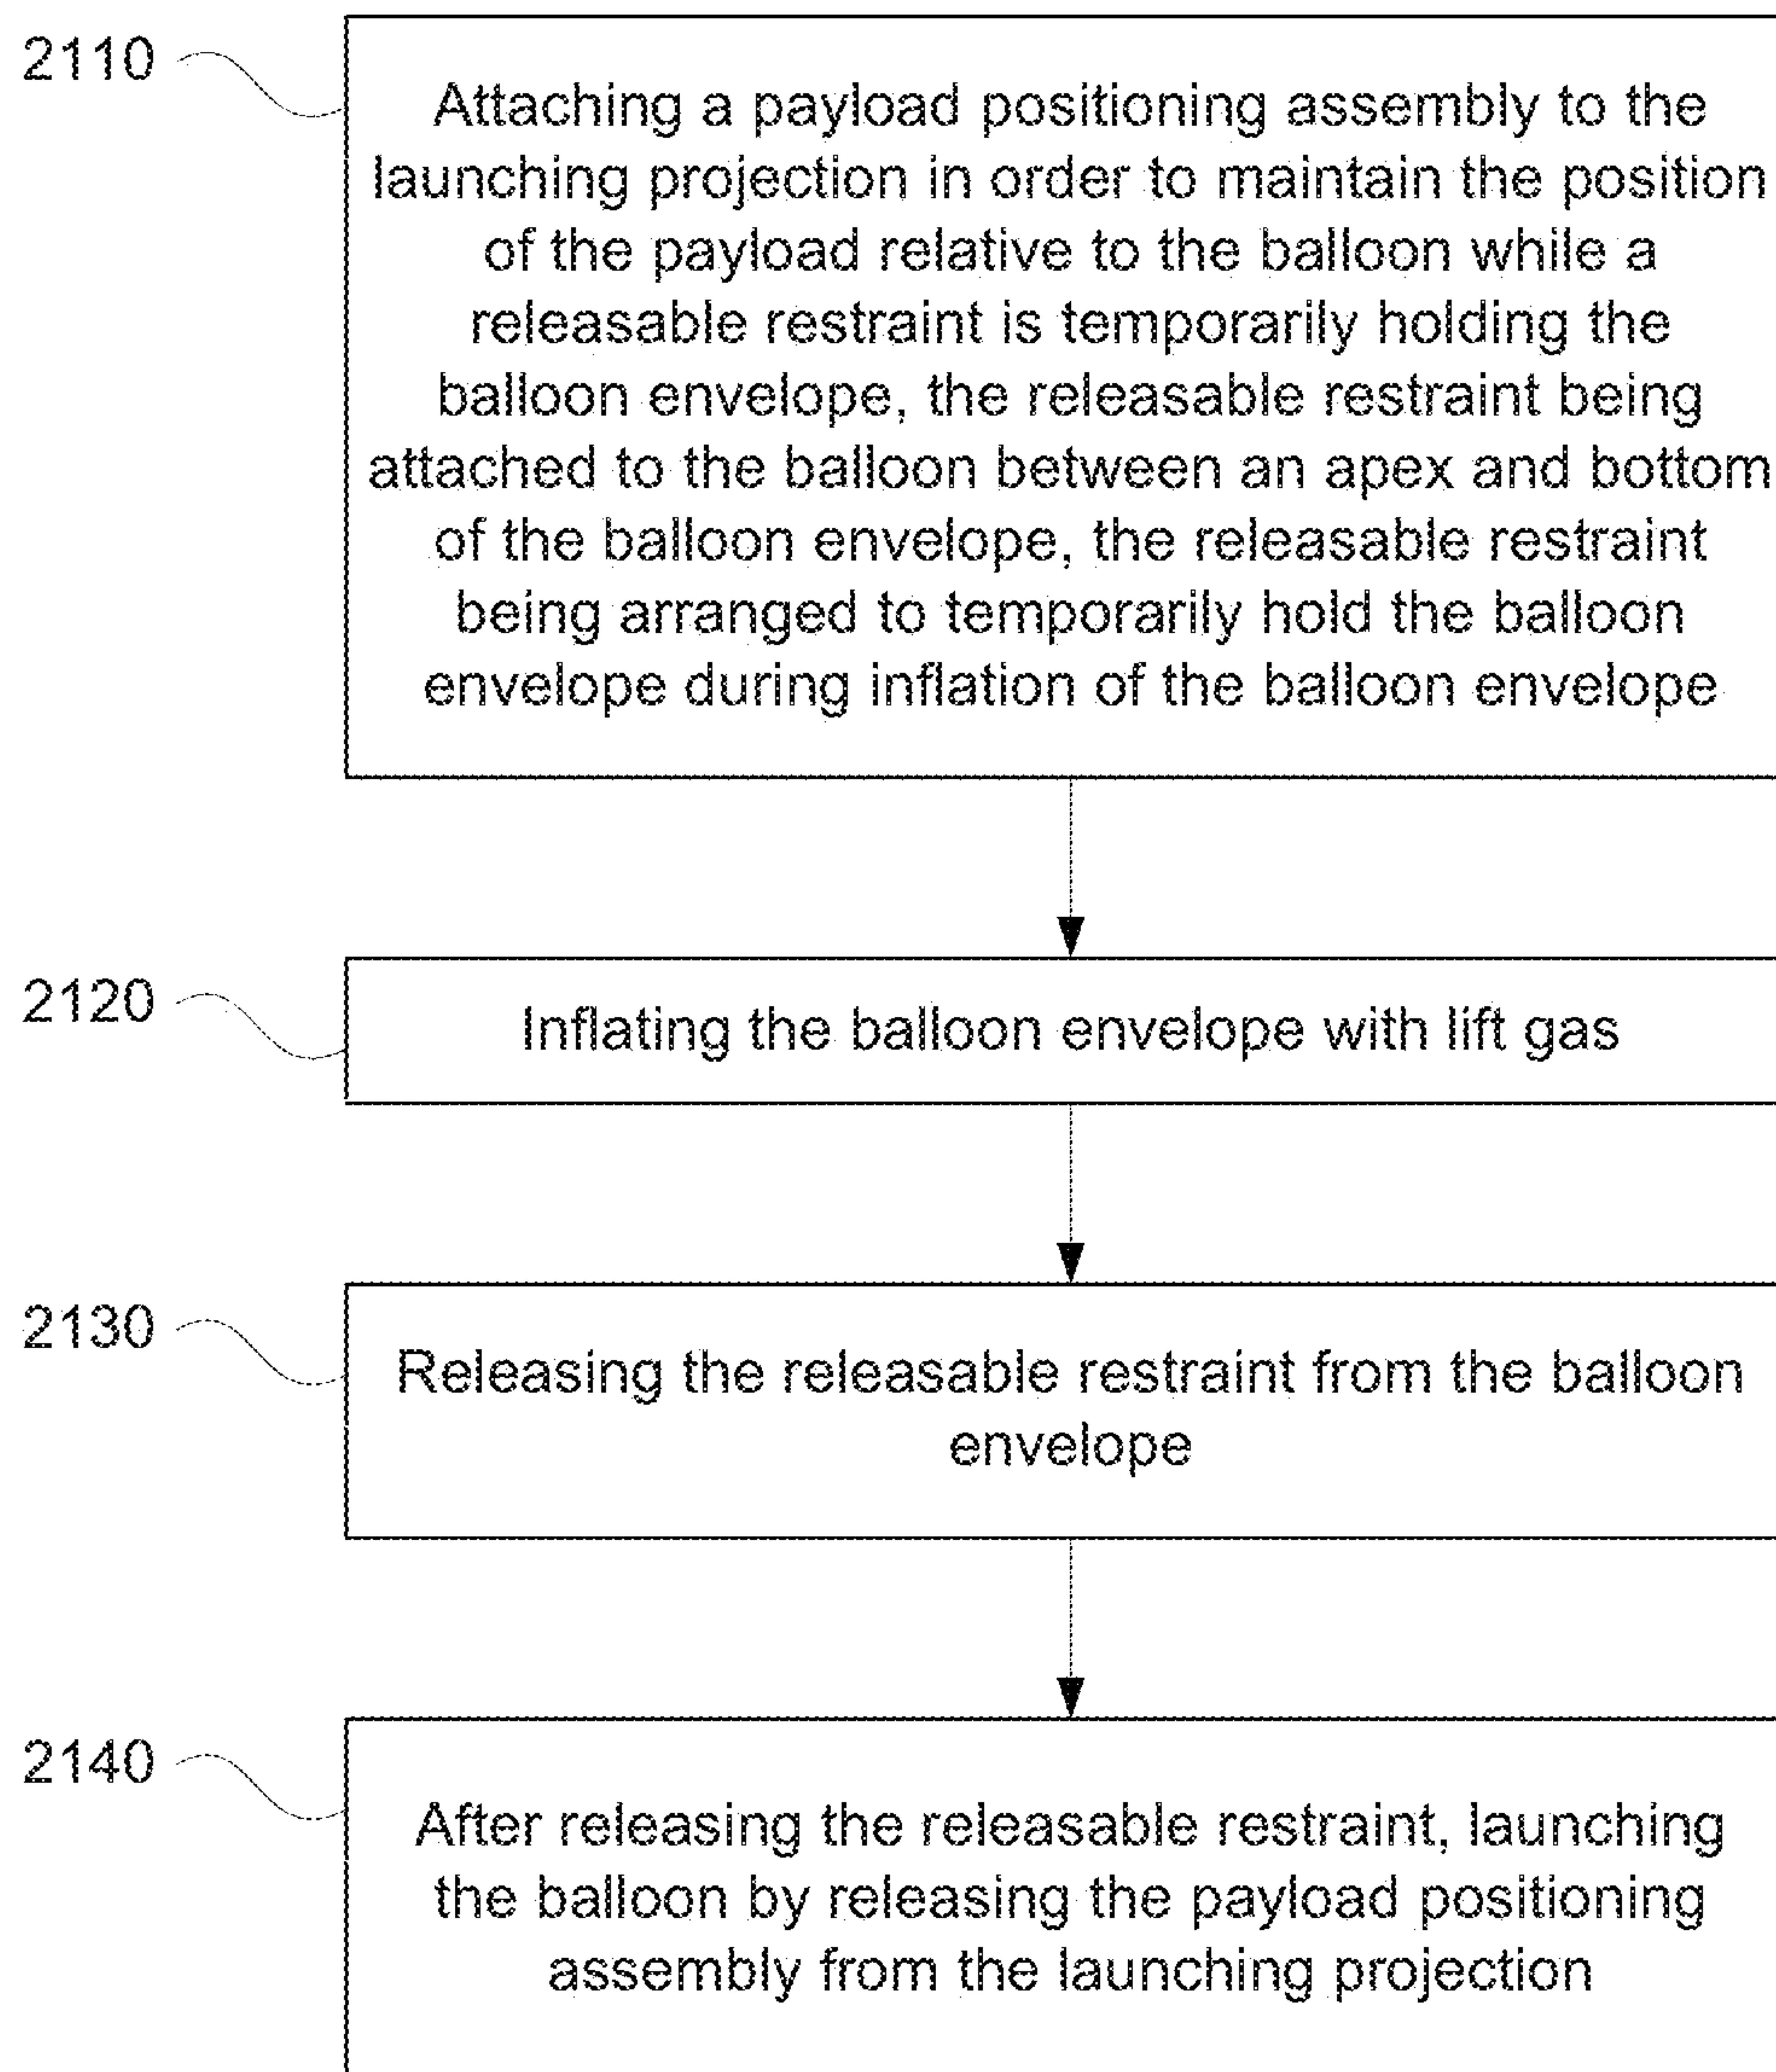 2110
Attaching a payload positioning assembly to the
launching projection in order to maintain the position
of the payload relative to the balloon while a
releasable restraint is temporarily holding the
balloon envelope, the releasable restraint being
attached to the balloon between an apex and bottom
of the balloon envelope, the releasable restraint
being arranged to temporarily hold the balloon
envelope during inflation of the balloon envelope
2120
Inflating the balloon envelope with lift gas
2130
Releasing the releasable restraint from the balloon
envelope
2140
After releasing the releasable restraint, launching
the balloon by releasing the payload positioning
assembly from the launching projection